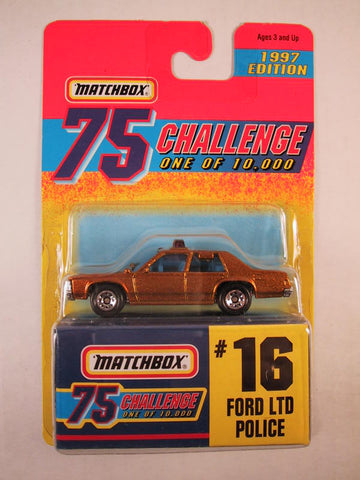 Ages 3 and Up
1997
EDITION
MATCHBOX
75 CHALLENGE
ONE OF 10,000
MATCHBOX
75 CHALLENGE
ONE OF 10,000
#16
FORD LTD
POLICE